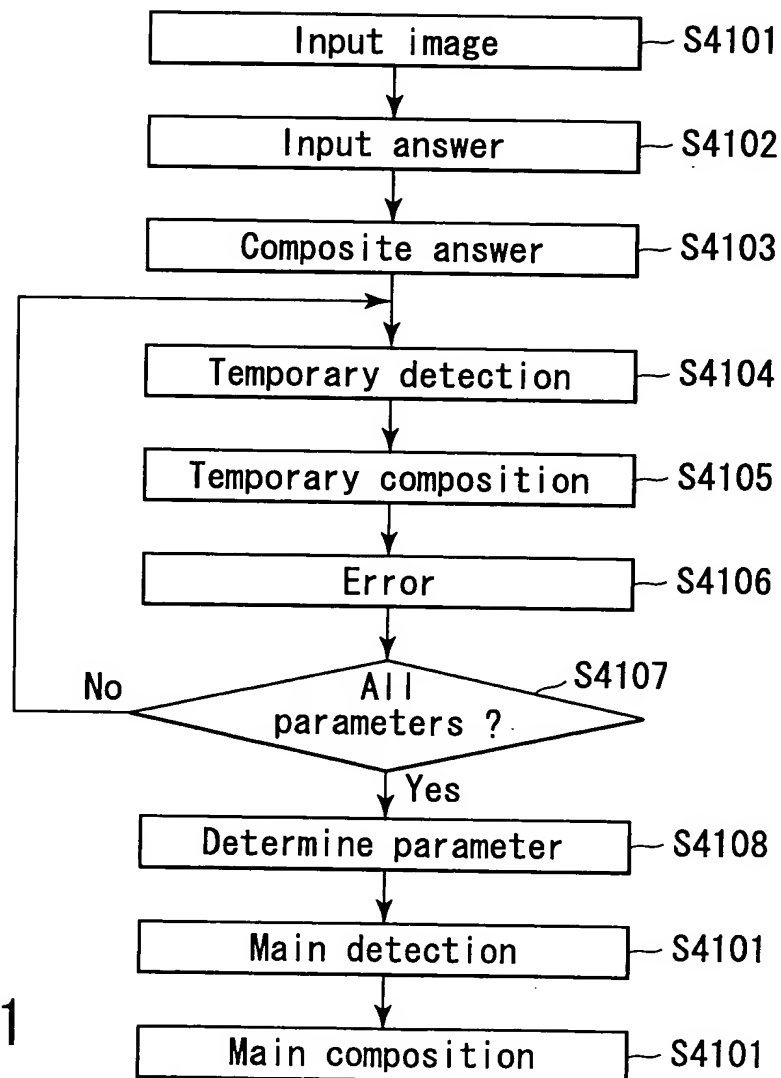 Input image S4101
Input answer S4102
Composite answer S4103
Temporary detection S4104
Temporary composition S4105
Error S4106
S4107
No
All
parameters ?
Yes
Determine parameter S4108
Main detection S4101
1
Main composition S4101